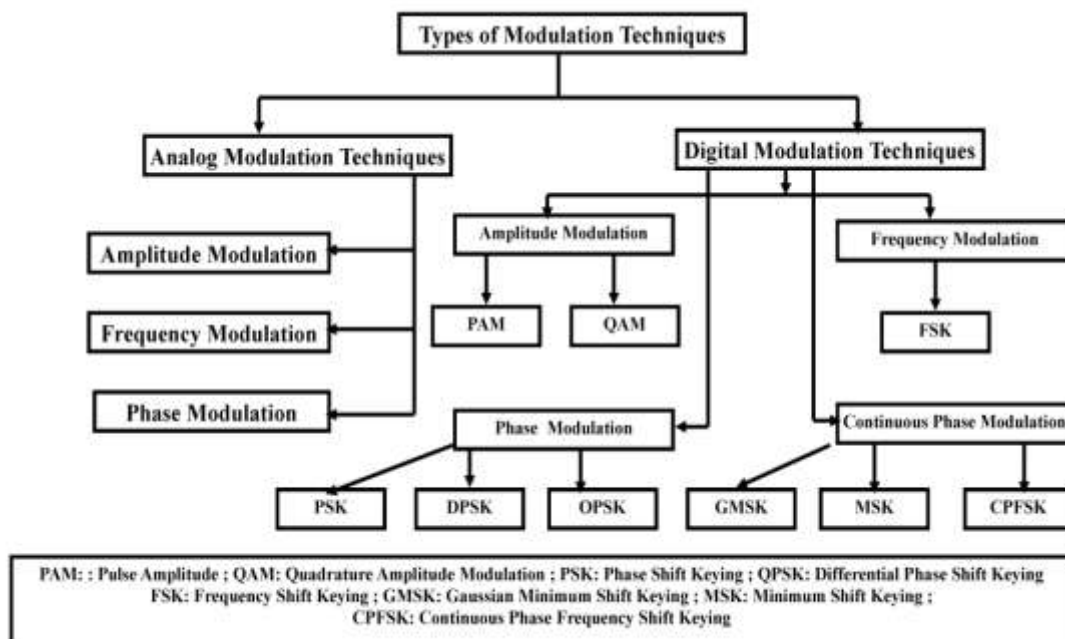 Types of Modulation Techniques
Analog Modulation Techniques
Digital Modulation Techniques
Amplitude Modulation
Frequency Modulation
Amplitude Modulation
Frequency Modulation
PAM
QAM
FSK
Phase Modulation
Phase Modulation
Continuous Phase Modulation
PSK
DPSK
OPSK
GMSK
MSK
CPFSK
PAM: : Pulse Amplitude ; QAM: Quadrature Amplitude Modulation ; PSK: Phase Shift Keying ; QPSK: Differential Phase Shift Keying
FSK: Frequency Shift Keying ; GMSK: Gaussian Minimum Shift Keying ; MSK: Minimum Shift Keying ;
CPFSK: Continuous Phase Frequency Shift Keying